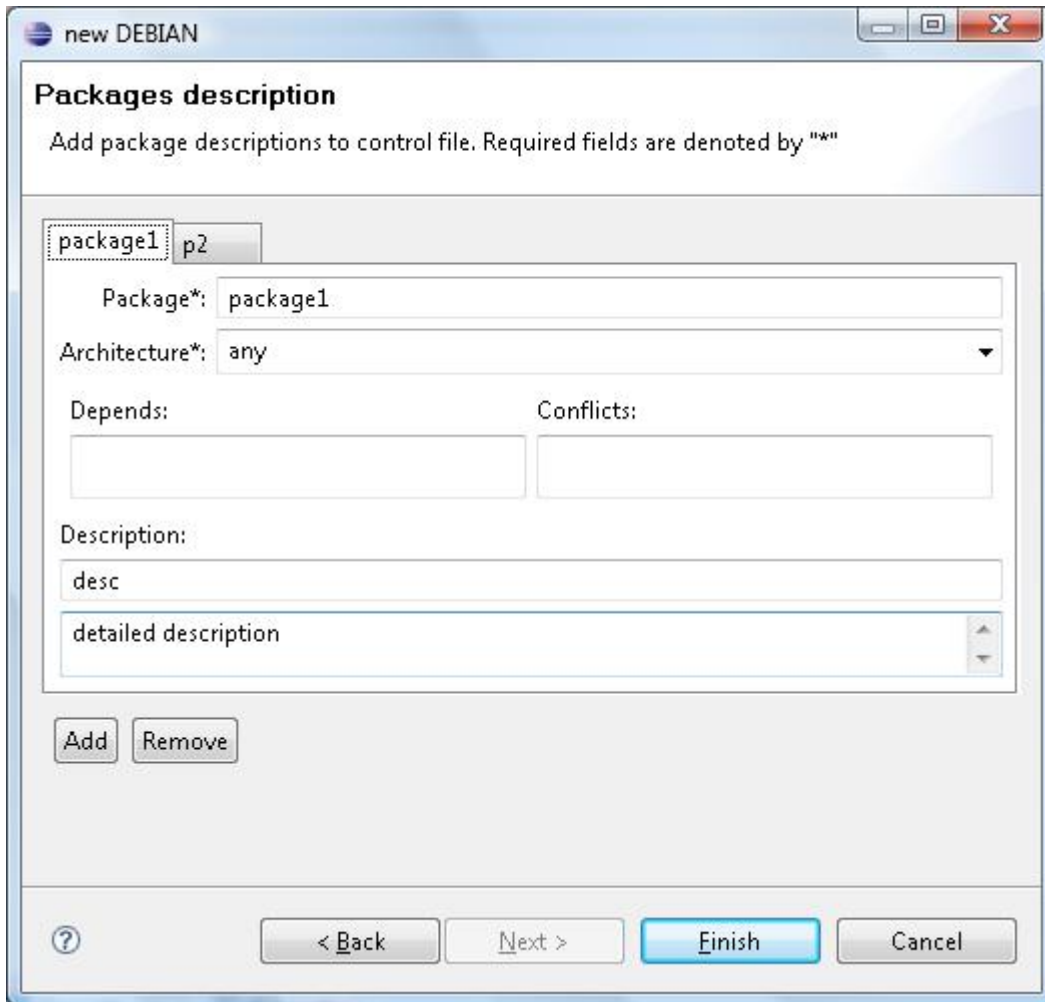 new DEBIAN
Packages description
Add package descriptions to control file. Required fields are denoted by "*"
package1 p2
Package*: package1
Architecture*: any
Depends: Conflicts:
Description:
desc
detailed description
Add Remove
< Back Next > Finish Cancel